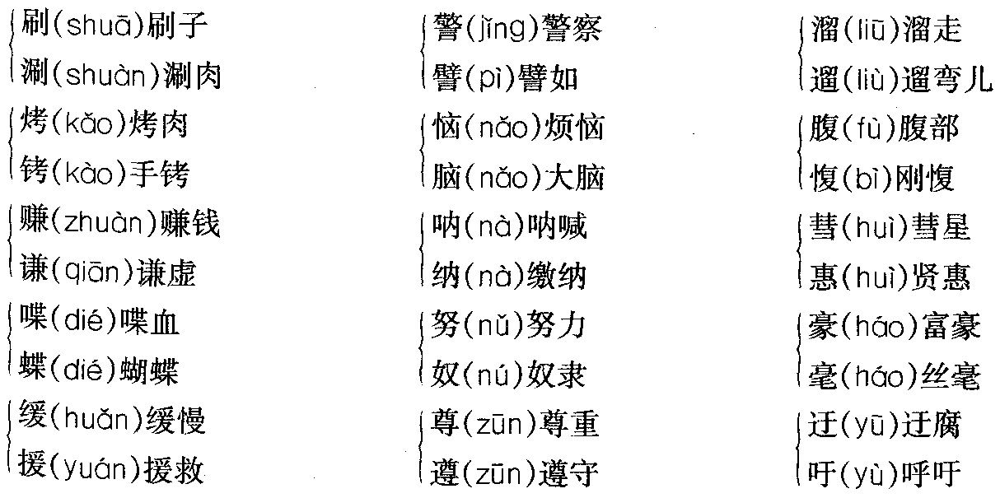 刷(shuā)刷子
涮(shuàn)涮肉
烤(kǎo)烤肉
铐(kào)手铐
赚(zhuàn)赚钱
谦(qiān)谦虚
喋(dié)喋血
蝶(dié)蝴蝶
缓(huǎn)缓慢
援(yuán)援救
警(jǐng)警察
譬(pì)譬如
恼(nǎo)烦恼
脑(nǎo)大脑
呐(nà)呐喊
纳(nà)缴纳
努(nǔ)努力
奴(nú)奴隶
尊(zūn)尊重
遵(zūn)遵守
溜(liū)溜走
遛(liù)遛弯儿
腹(fù)腹部
愎(bì)刚愎
彗(huì)彗星
惠(huì)贤惠
豪(háo)富豪
毫(háo)丝毫
迂(yū)迂腐
吁(yù)呼吁